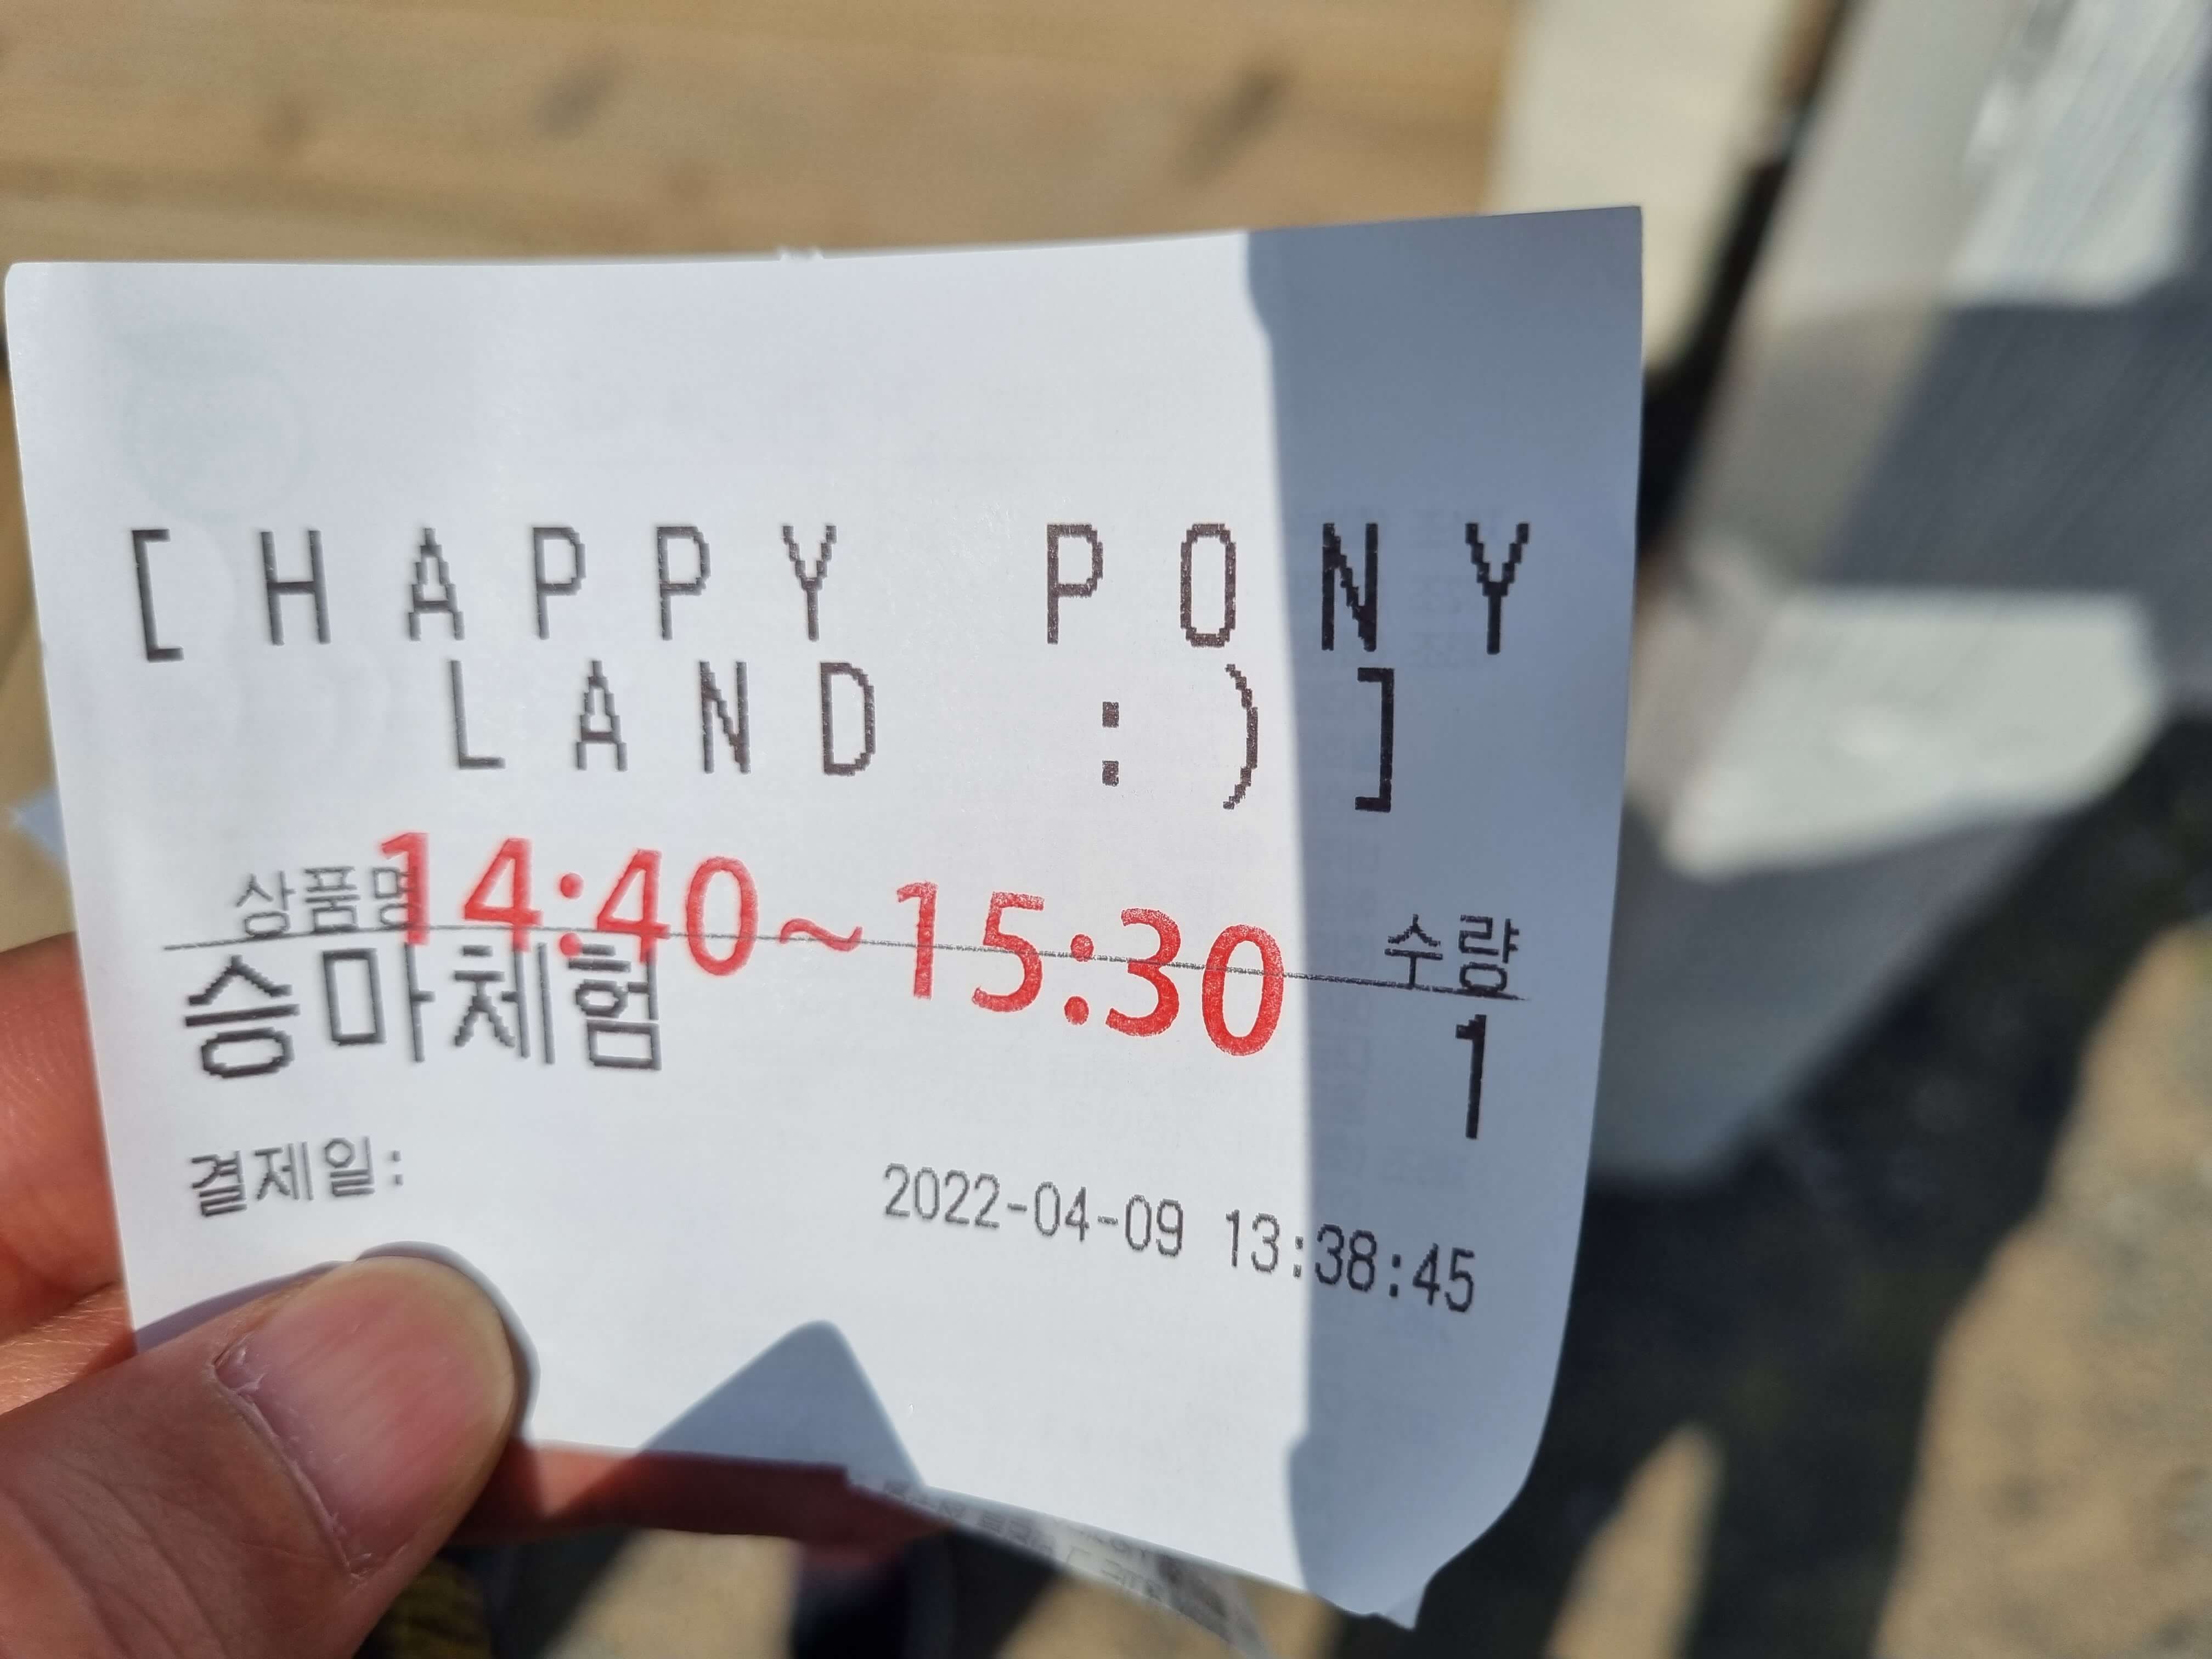 [HAPPY PONY
LAND :)]
14:40~15:30
상품명 수량
승마체험 1
결제일: 2022-04-09 13:38:45